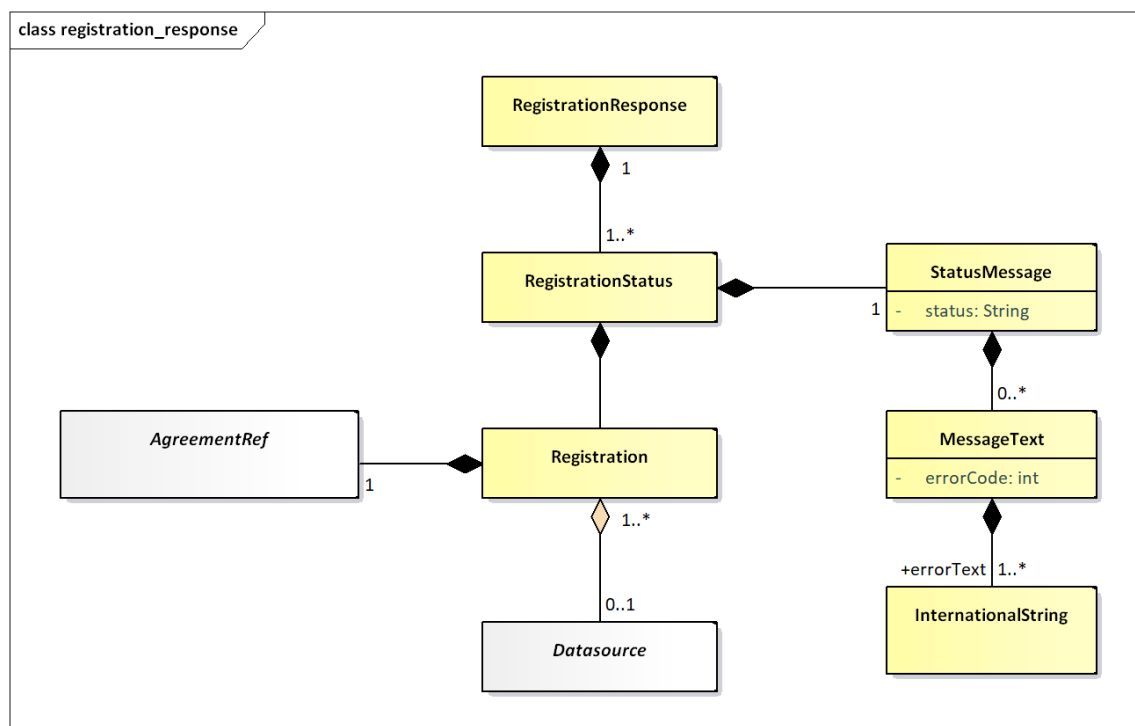 class registration_response
RegistrationResponse
1
1..*
RegistrationStatus
1
StatusMessage
- status: String
0..*
AgreementRef
1
Registration
1..*
MessageText
- errorCode: int
+errorText 1..*
0..1
Datasource
InternationalString